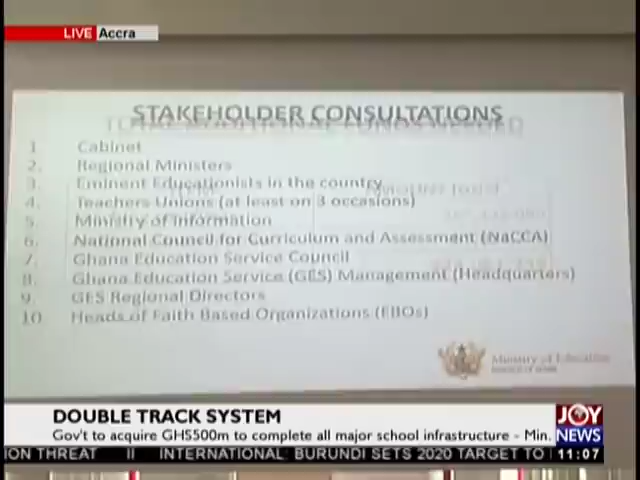 LIVE Accra
STAKEHOLDER CONSULTATIONS
1. Cabinet
2. Regional Ministers
3. Eminent Educationists in the country
4. Teachers Unions (at least on 3 occasions)
5. Ministry of Information
6. National Council for Curriculum and Assessment (NaCCA)
7. Ghana Education Service Council
8. Ghana Education Service (GES) Management (Headquarters)
9. GES Regional Directors
10. Heads of Faith Based Organizations (FBOs)
Ministry of Education
DOUBLE TRACK SYSTEM
Gov't to acquire GHS500m to complete all major school infrastructure - Min.
JOY
NEWS
ON THREAT II INTERNATIONAL: BURUNDI SETS 2020 TARGET TO
11:07